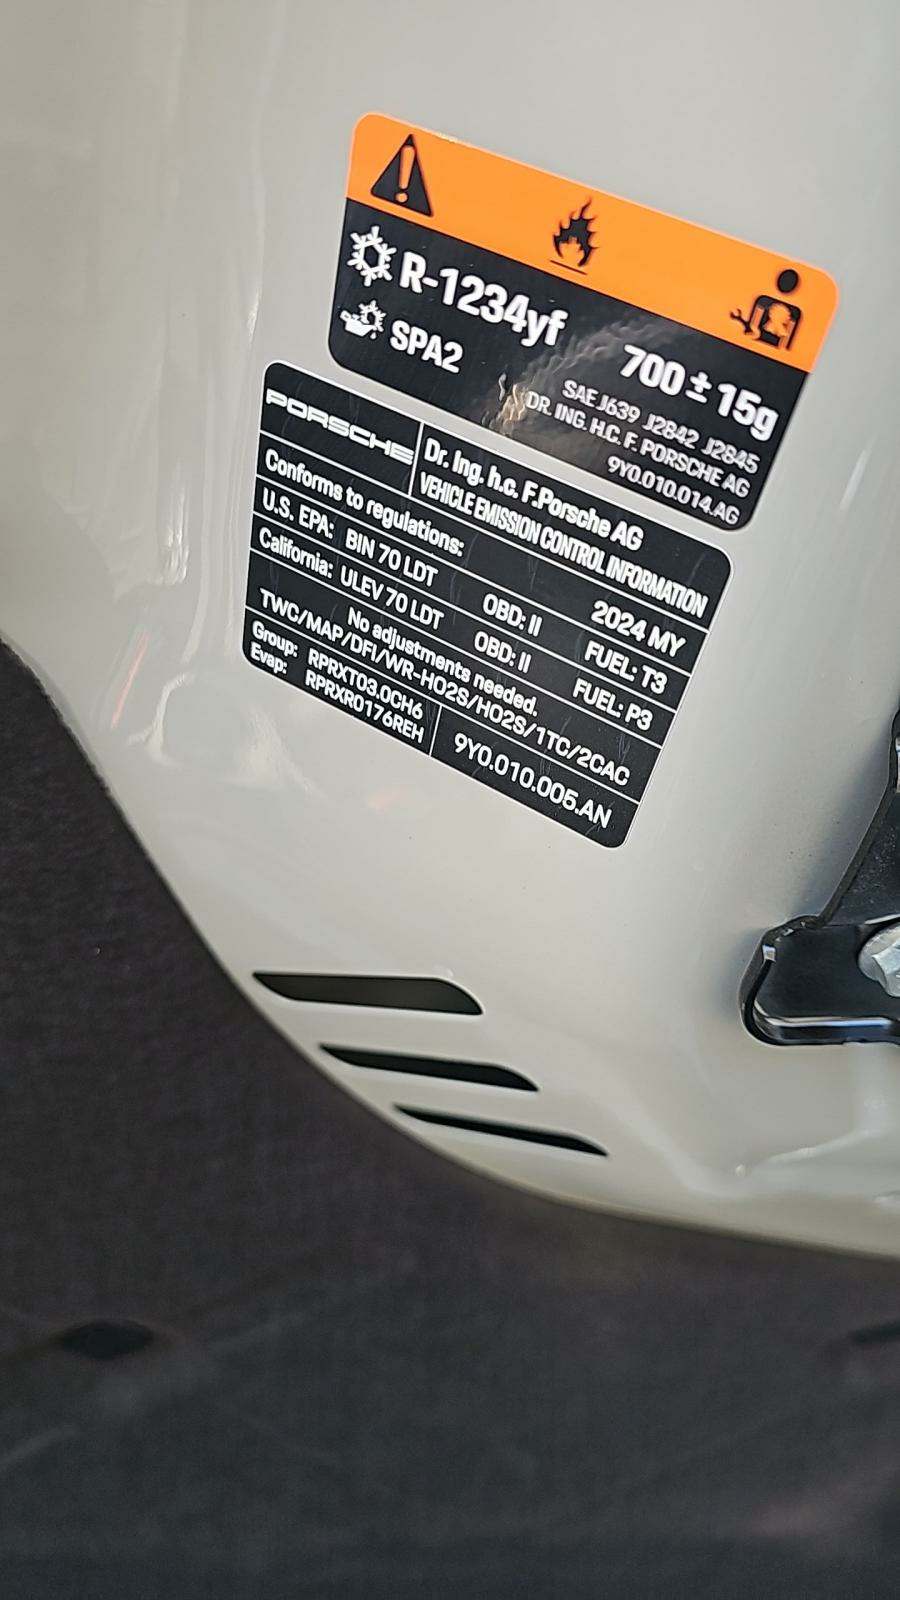 R-1234yf
700 ± 15g
SPA2
SAE J639 J2842 J2845
DR. ING. H.C. F. PORSCHE AG
9Y0.010.014.AG
PORSCHE
Dr. Ing. h.c. F.Porsche AG
VEHICLE EMISSION CONTROL INFORMATION
Conforms to regulations: 2024 MY
U.S. EPA: BIN 70 LDT OBD: II FUEL: T3
California: ULEV 70 LDT OBD: II FUEL: P3
No adjustments needed.
TWC/MAP/DFI/WR-HO2S/HO2S/1TC/2CAC
Group: RPRXT03.0CH6
Evap: RPRXR0176REH
9Y0.010.005.AN